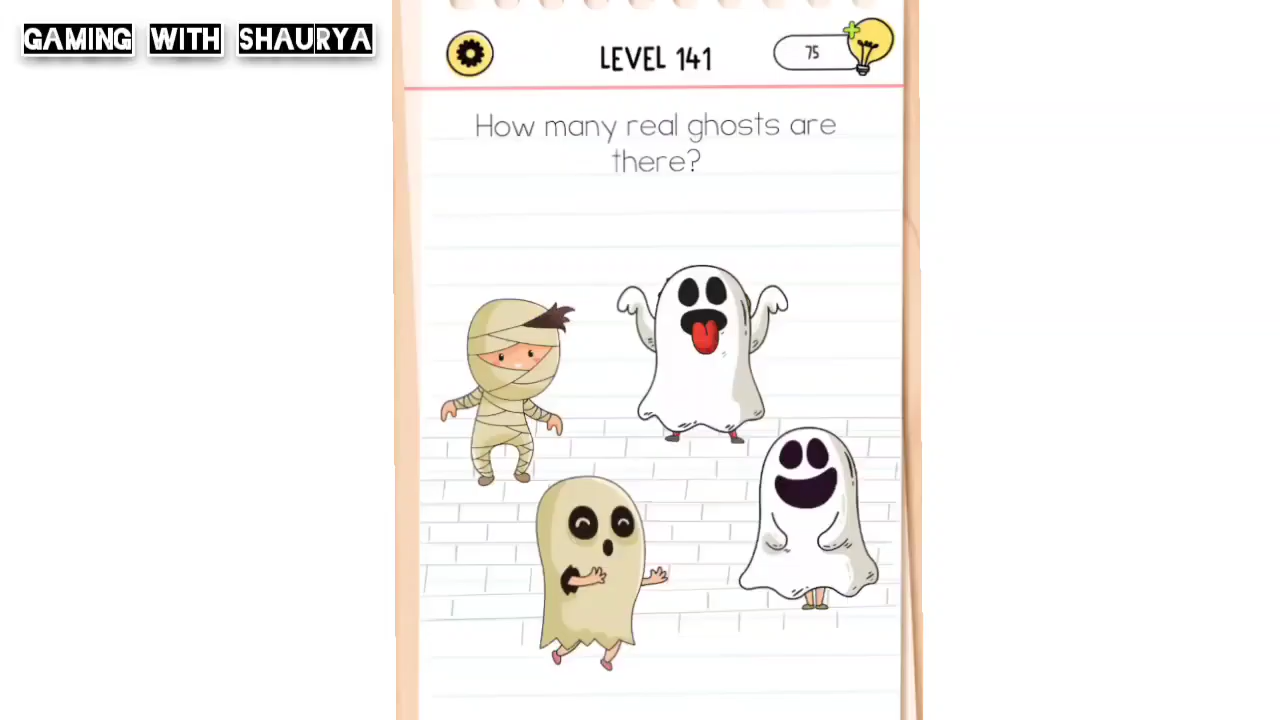 GAMING WITH SHAURYA
LEVEL 141
75
How many real ghosts are
there?